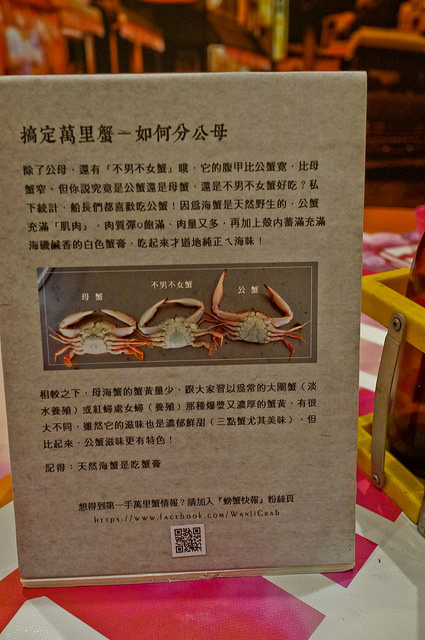 搞定萬里蟹－如何分公母
除了公母，還有「不男不女蟹」哦，它的腹甲比公蟹寬，比母
蟹窄。但你說究竟是公蟹還是母蟹，還是不男不女蟹好吃？私
下統計，船長們都喜歡吃公蟹！因為海蟹是天然野生的，公蟹
充滿「肌肉」，肉質彈Q飽滿，肉量又多，再加上殼內蓄滿充滿
海礁鹹香的白色蟹膏，吃起來才道地純正ㄟ海味！
母蟹
不男不女蟹
公蟹
相較之下，母海蟹的蟹黃量少，跟大家習以為常的大閘蟹（淡
水養殖）或紅蟳處女蟳（養殖）那種爆漿又濃厚的蟹黃，有很
大不同，雖然它的滋味也是濃郁鮮甜（三點蟹尤其美味），但
比起來，公蟹滋味更有特色！
記得：天然海蟹是吃蟹膏
想得到第一手萬里蟹情報？請加入『螃蟹快報』粉絲頁
https://www.facebook.com/WanliCrab